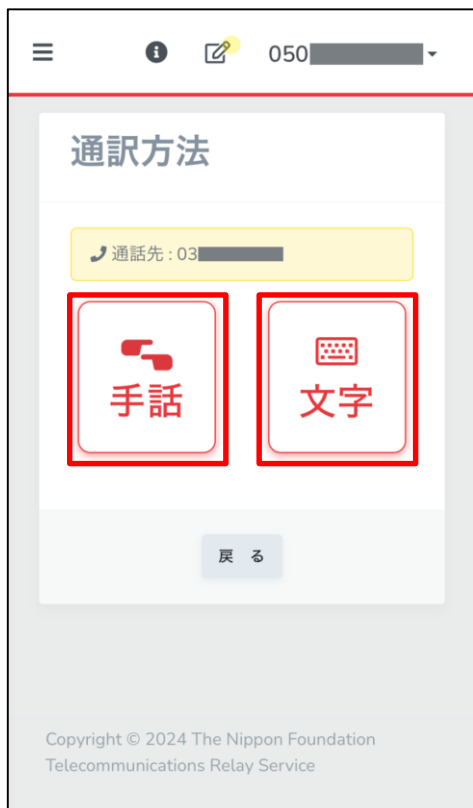 050
通訳方法
通話先 : 03
手話
文字
戻 る
Copyright © 2024 The Nippon Foundation
Telecommunications Relay Service